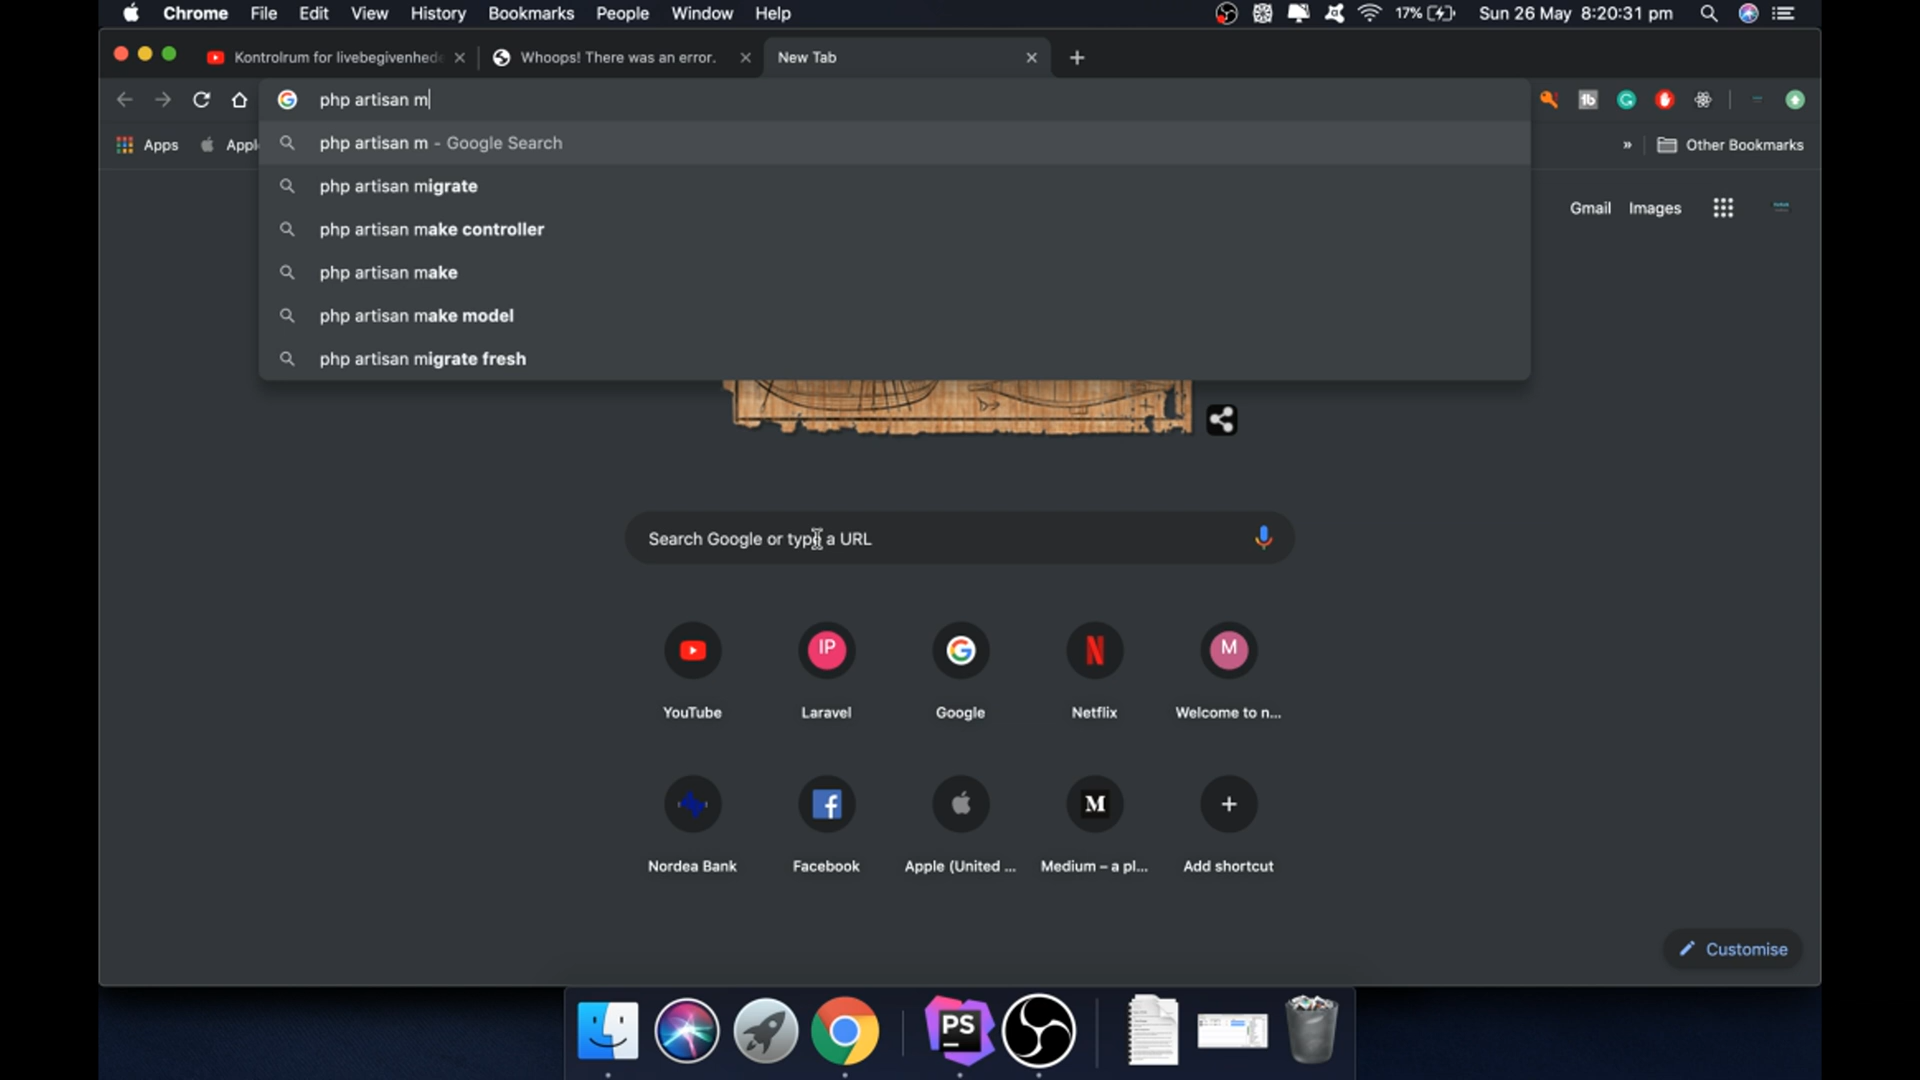 Chrome File Edit View History Bookmarks People Window Help 17% Sun 26 May 8:20:31 pm
Kontrolrum for livebegivenhede Whoops! There was an error. New Tab
php artisan m
php artisan m - Google Search
Apps Appl Other Bookmarks
php artisan migrate
Gmail Images
php artisan make controller
php artisan make
php artisan make model
php artisan migrate fresh
Search Google or type a URL
IP G N M
YouTube Laravel Google Netflix Welcome to n...
f M
Nordea Bank Facebook Apple (United ... Medium – a pl... Add shortcut
Customise
PS